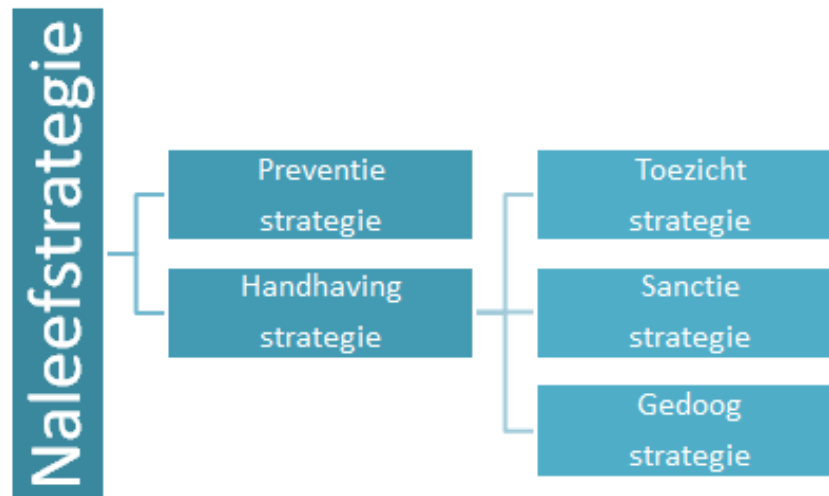 Naleefstrategie
Preventie
strategie
Handhaving
strategie
Toezicht
strategie
Sanctie
strategie
Gedoog
strategie